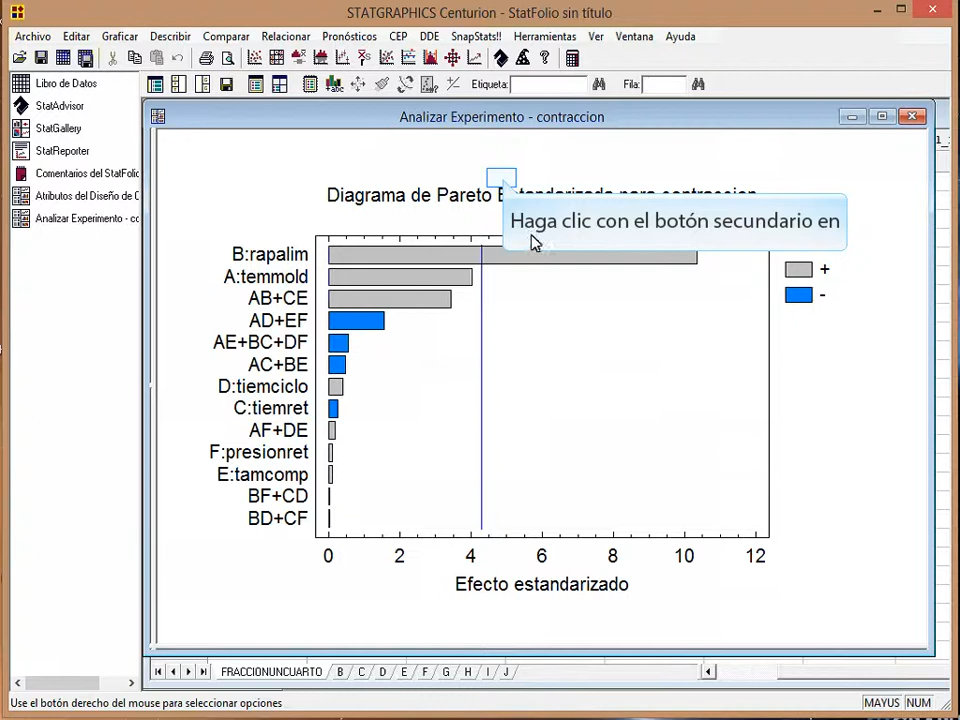 STATGRAPHICS Centurion - StatFolio sin título
Archivo Editar Graficar Describir Comparar Relacionar Pronósticos CEP DDE SnapStats!! Herramientas Ver Ventana Ayuda
Etiqueta: Fila:
Libro de Datos
StatAdvisor
StatGallery
StatReporter
Comentarios del StatFolio
Atributos del Diseño de C
Analizar Experimento - co
Analizar Experimento - contraccion
Diagrama de Pareto Estandarizada para contraccion
Haga clic con el botón secundario en
B:rapalim
A:temmold
AB+CE
AD+EF
AE+BC+DF
AC+BE
D:tiemciclo
C:tiemret
AF+DE
F:presionret
E:tamcomp
BF+CD
BD+CF
+
-
0 2 4 6 8 10 12
Efecto estandarizado
FRACCIONUNCUARTO B C D E F G H I J
Use el botón derecho del mouse para seleccionar opciones
MAYUS NUM